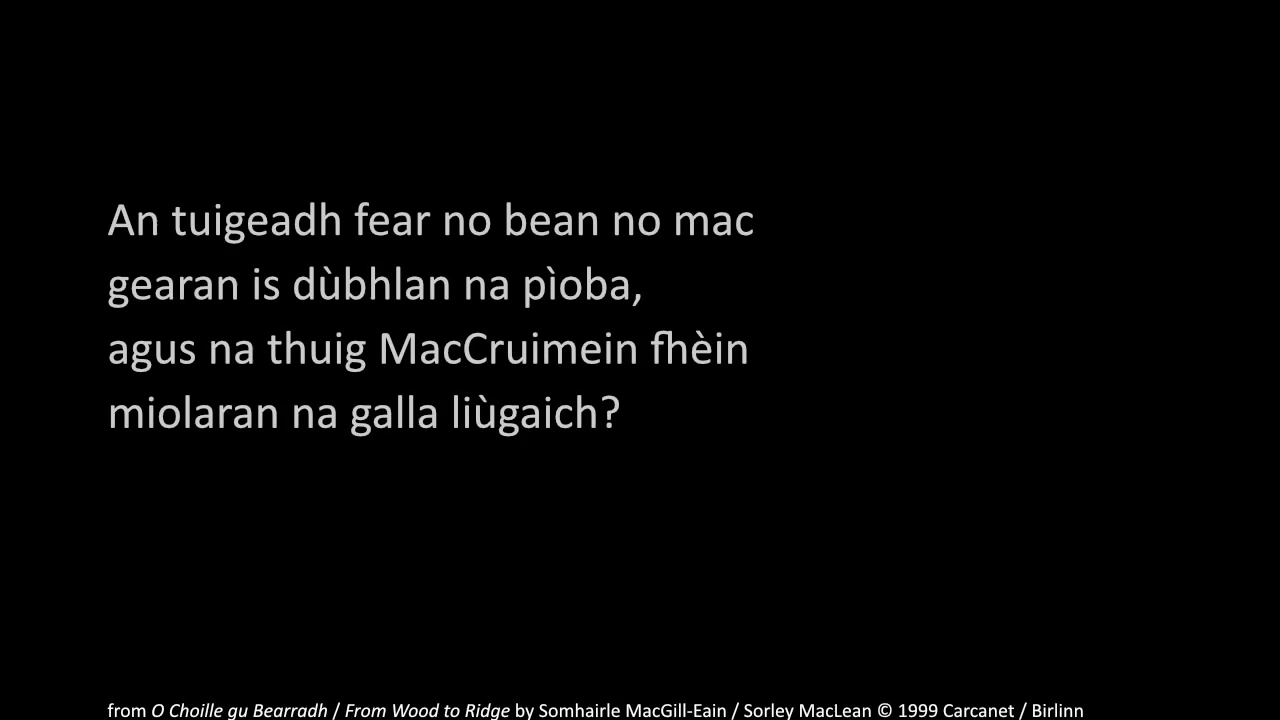 An tuigeadh fear no bean no mac
gearan is dùbhlan na pìoba,
agus na thuig MacCruimein fhèin
miolaran na galla liùgaich?
from O Choille gu Bearradh / From Wood to Ridge by Somhairle MacGill-Eain / Sorley MacLean © 1999 Carcanet / Birlinn